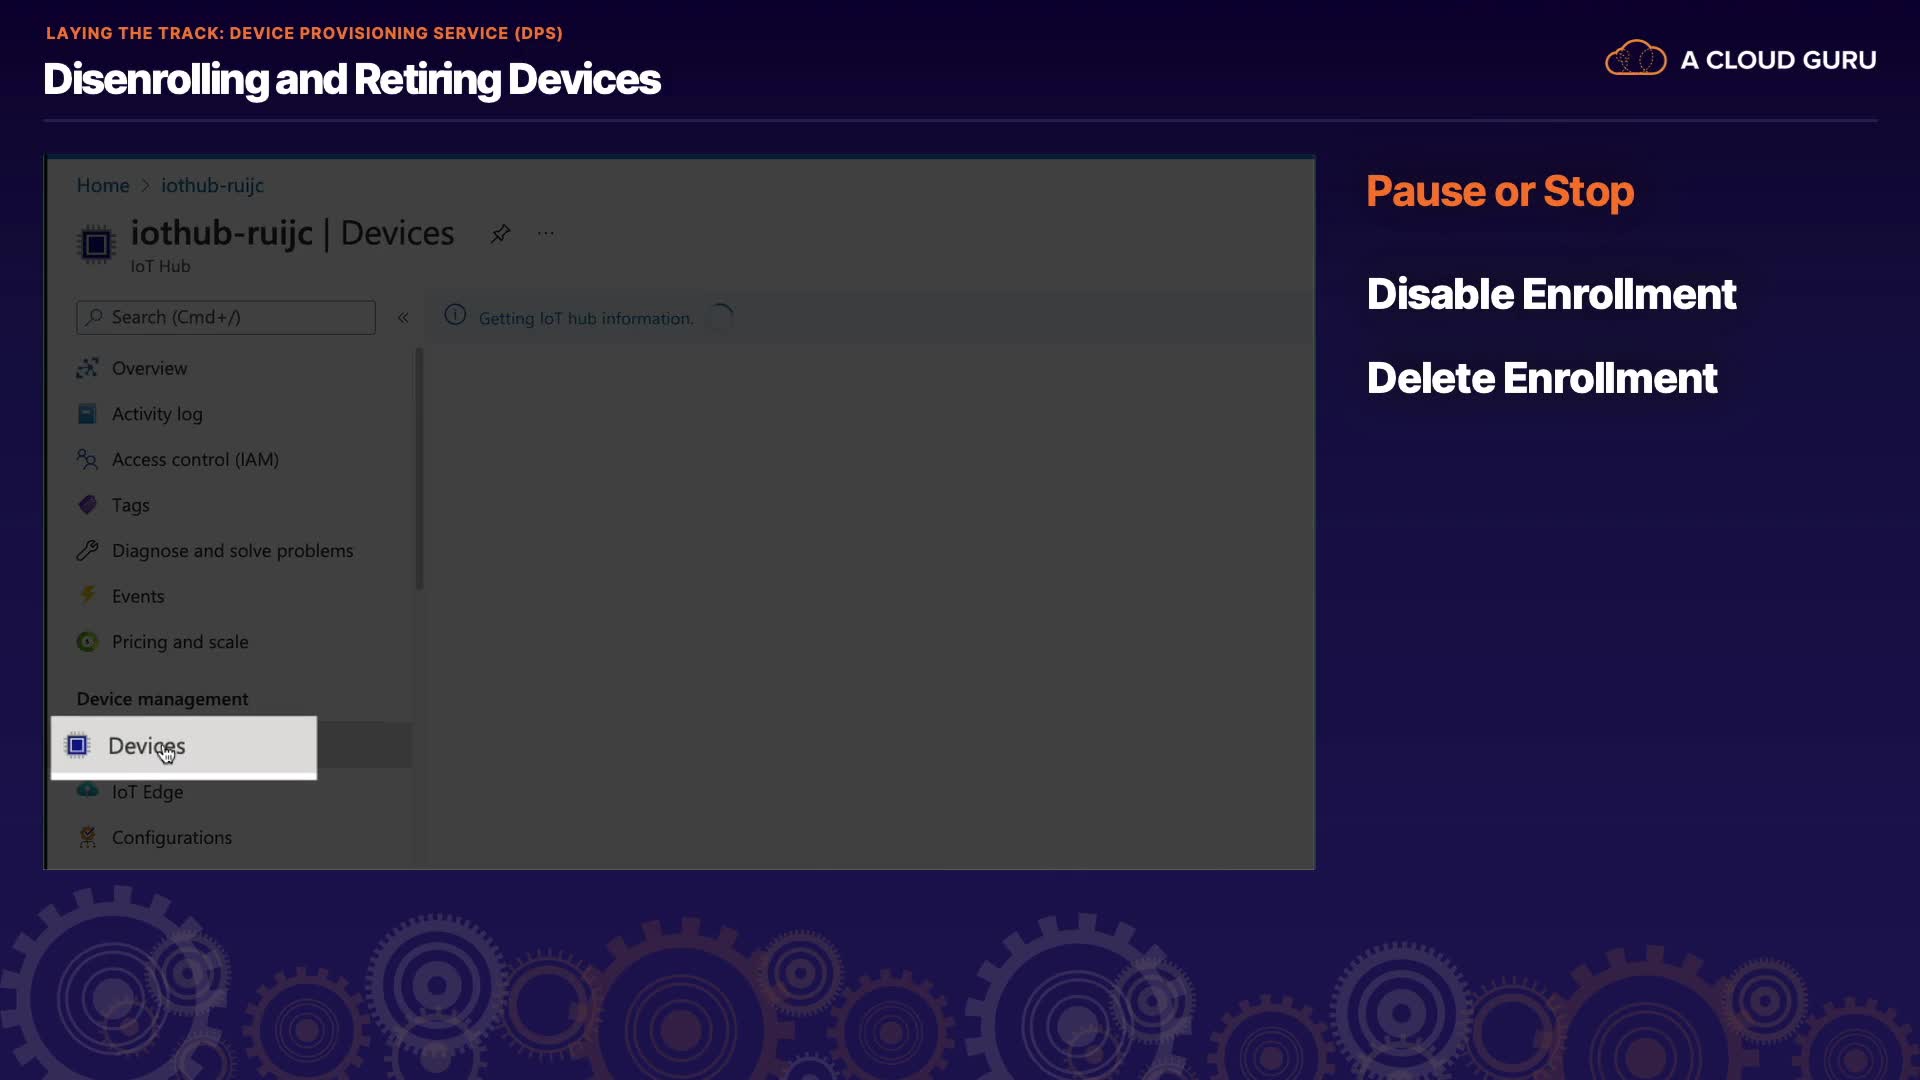 LAYING THE TRACK: DEVICE PROVISIONING SERVICE (DPS)
Disenrolling and Retiring Devices
A CLOUD GURU
Home > iothub-ruijc
iothub-ruijc | Devices
IoT Hub
Search (Cmd+/)
Getting IoT hub information.
Overview
Activity log
Access control (IAM)
Tags
Diagnose and solve problems
Events
Pricing and scale
Device management
Devices
IoT Edge
Configurations
Pause or Stop
Disable Enrollment
Delete Enrollment